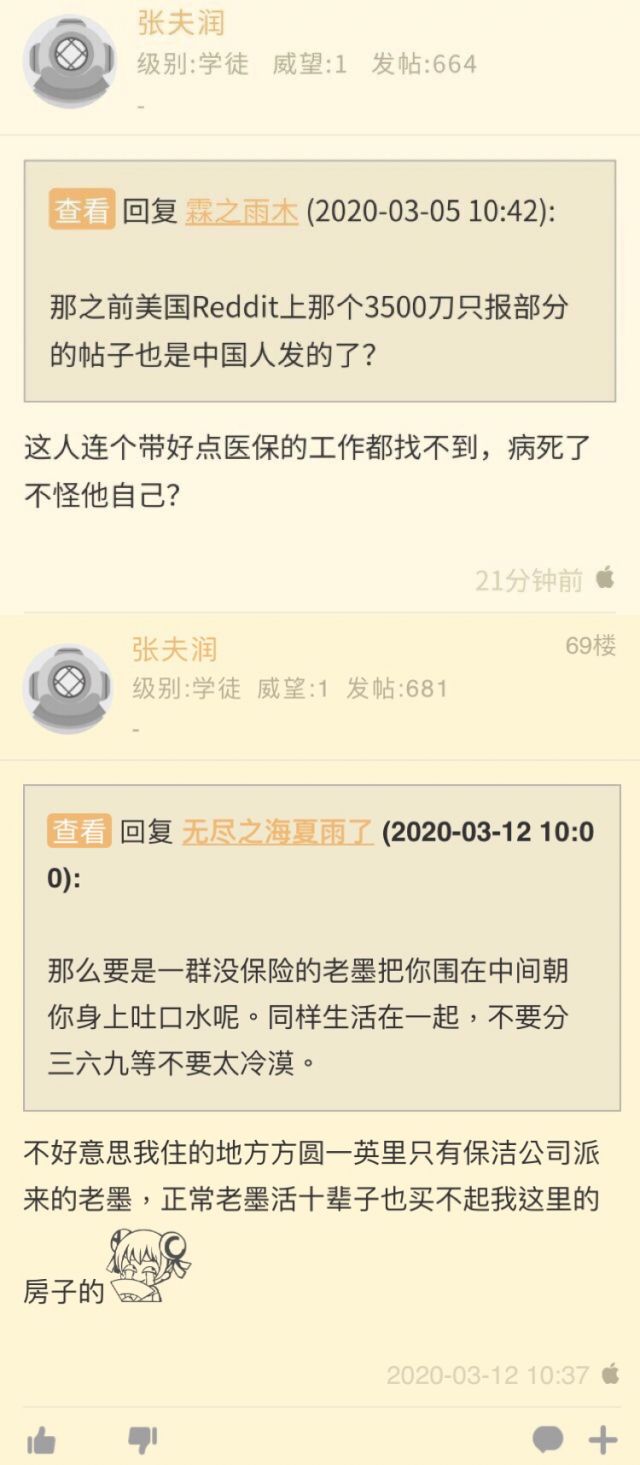 张夫润
级别:学徒 威望:1 发帖:664
-
查看 回复 霖之雨木 (2020-03-05 10:42):
那之前美国Reddit上那个3500刀只报部分
的帖子也是中国人发的了？
这人连个带好点医保的工作都找不到，病死了
不怪他自己？
21分钟前
张夫润
69楼
级别:学徒 威望:1 发帖:681
-
查看 回复 无尽之海夏雨了 (2020-03-12 10:0
0):
那么要是一群没保险的老墨把你围在中间朝
你身上吐口水呢。同样生活在一起，不要分
三六九等不要太冷漠。
不好意思我住的地方方圆一英里只有保洁公司派
来的老墨，正常老墨活十辈子也买不起我这里的
房子的
2020-03-12 10:37